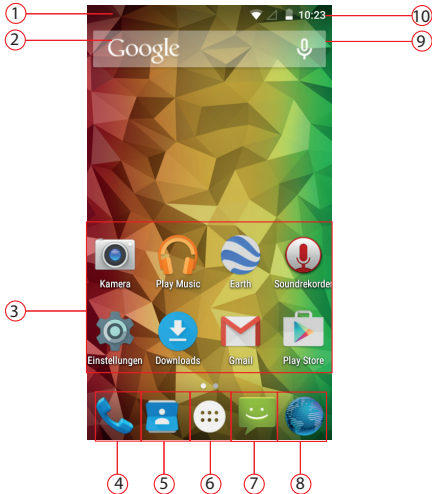 1
10:23
10
2
Google
9
Kamera
Play Music
Earth
Soundrekorder
3
Einstellungen
Downloads
Gmail
Play Store
4
5
6
7
8